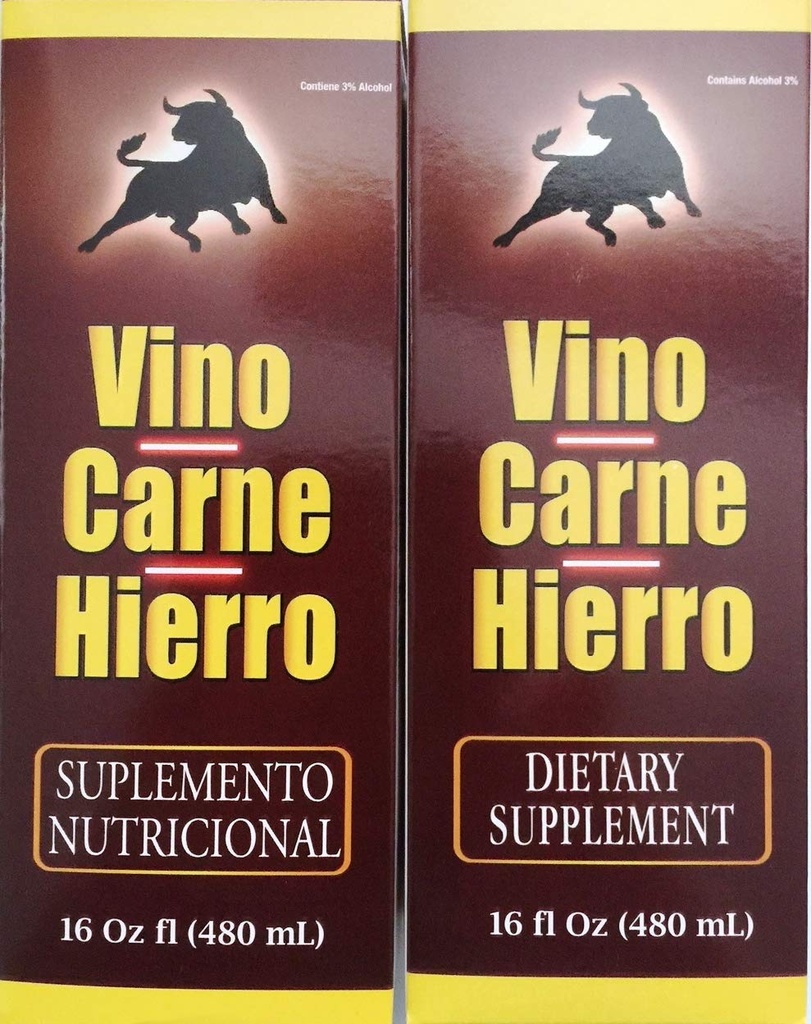 Contiene 3% Alcohol
Vino
Carne
Hierro
SUPLEMENTO
NUTRICIONAL
16 Oz fl (480 mL)
Contains Alcohol 3%
Vino
Carne
Hierro
DIETARY
SUPPLEMENT
16 fl Oz (480 mL)